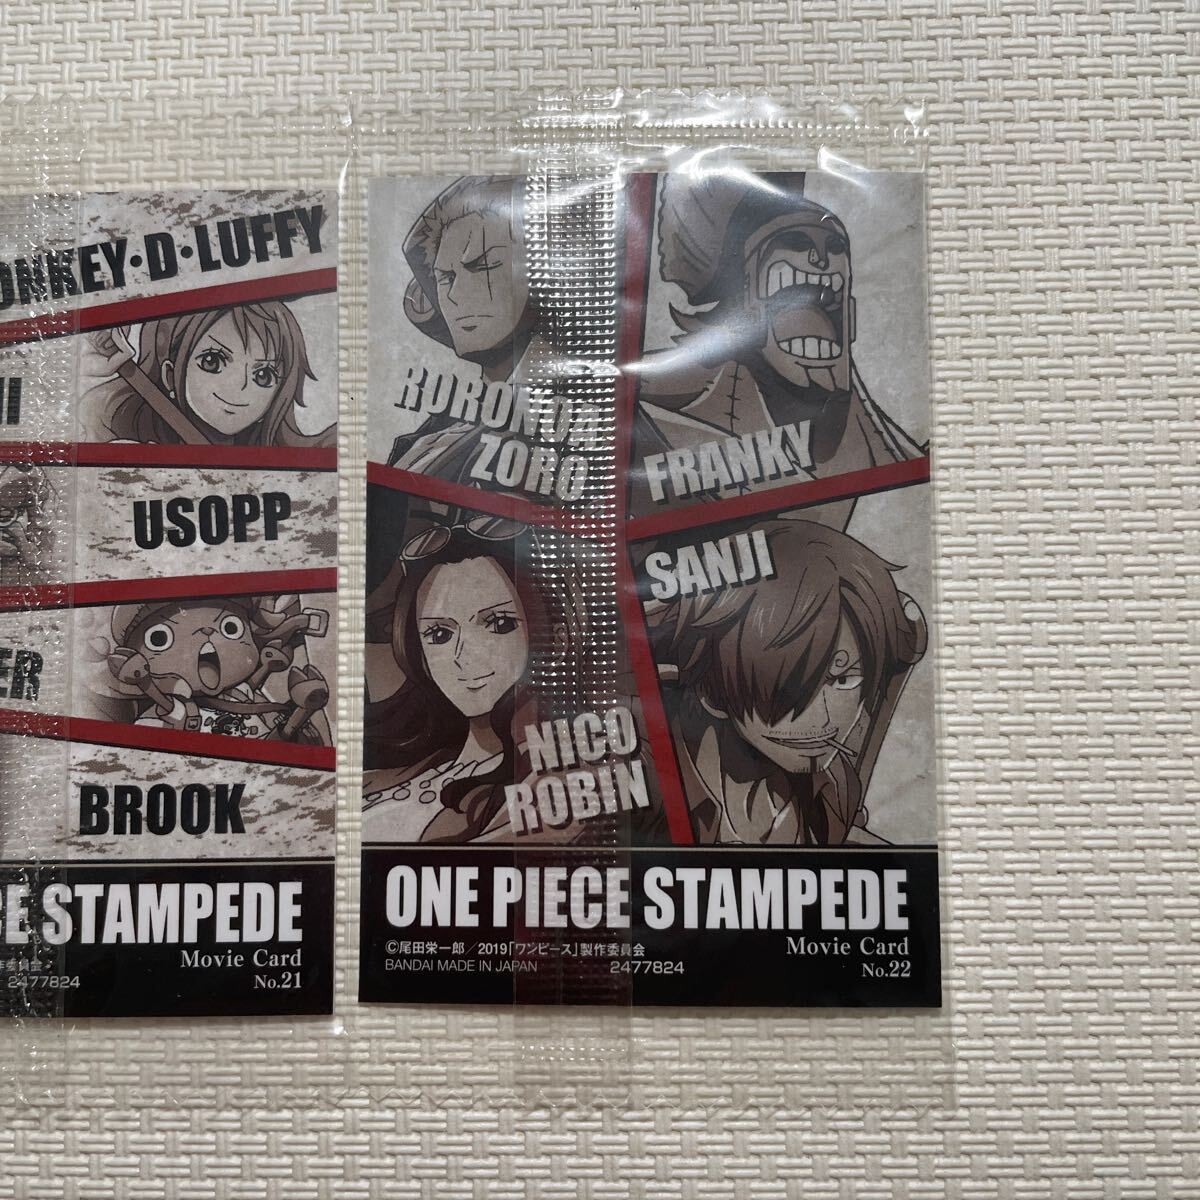 MONKEY·D·LUFFY
USOPP
BROOK
STAMPEDE
Movie Card
No.21
2477824
RORONOA
ZORO
FRANKY
SANJI
NICO
ROBIN
ONE PIECE STAMPEDE
©尾田栄一郎／2019「ワンピース」製作委員会
Movie Card
BANDAI MADE IN JAPAN 2477824
No.22